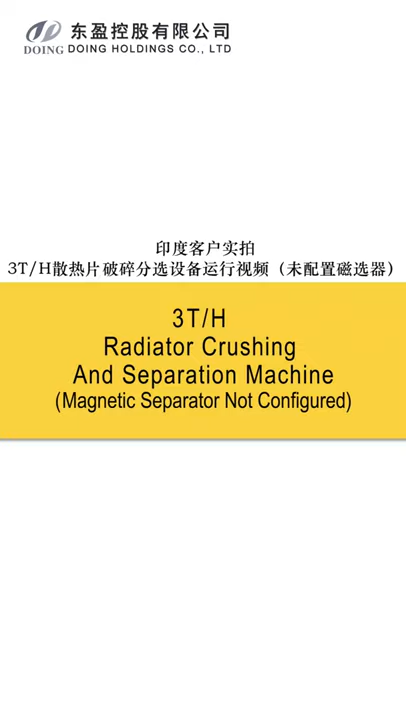 东盈控股有限公司
DOING DOING HOLDINGS CO., LTD
印度客户实拍
3T/H散热片破碎分选设备运行视频（未配置磁选器）
3T/H
Radiator Crushing
And Separation Machine
(Magnetic Separator Not Configured)